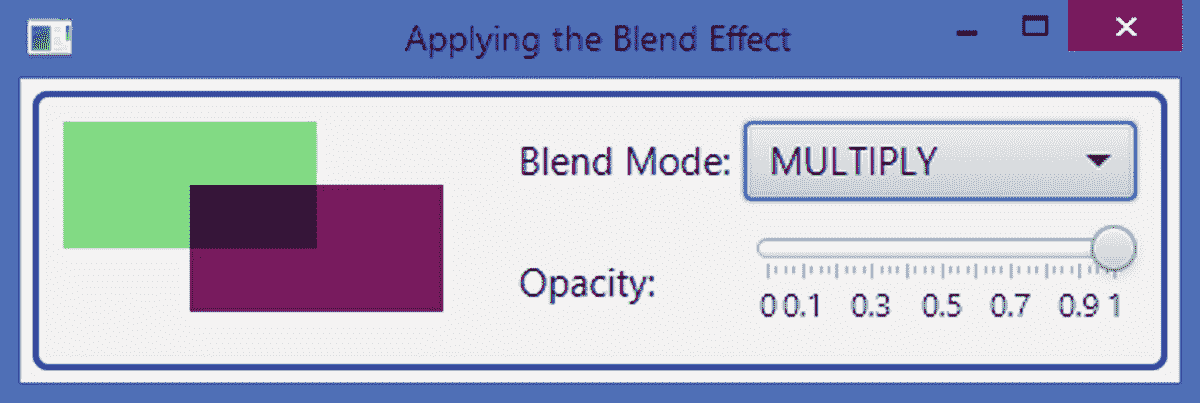 Applying the Blend Effect
Blend Mode: MULTIPLY
Opacity:
0 0.1 0.3 0.5 0.7 0.9 1